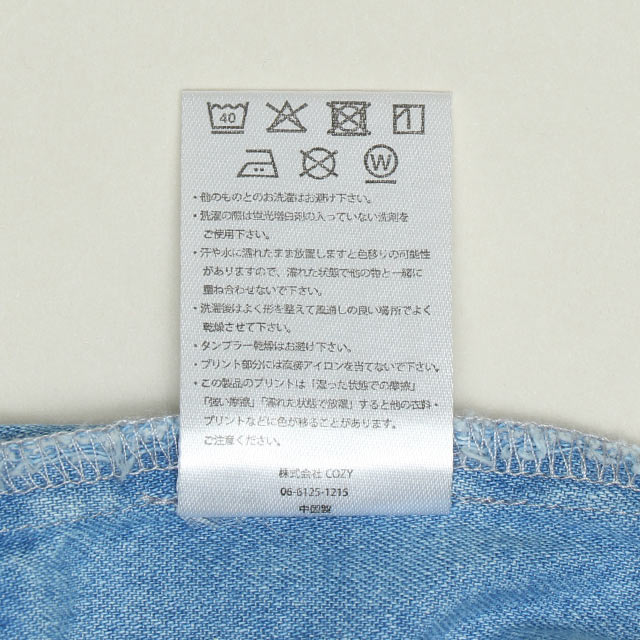 40
W
・他のものとのお洗濯はお避け下さい。
・洗濯の際は蛍光増白剤の入っていない洗剤を
ご使用下さい。
・汗や水に濡れたまま放置しますと色移りの可能性
がありますので、濡れた状態で他の物と一緒に
重ね合わせないで下さい。
・洗濯後はよく形を整えて風通しの良い場所でよく
乾燥させて下さい。
・タンブラー乾燥はお避け下さい。
・プリント部分には直接アイロンを当てないで下さい。
・この製品のプリントは「湿った状態での摩擦」
「強い摩擦」「濡れた状態で放置」すると他の衣料・
プリントなどに色が移ることがあります。
ご注意ください。
株式会社 COZY
06-6125-1215
中国製